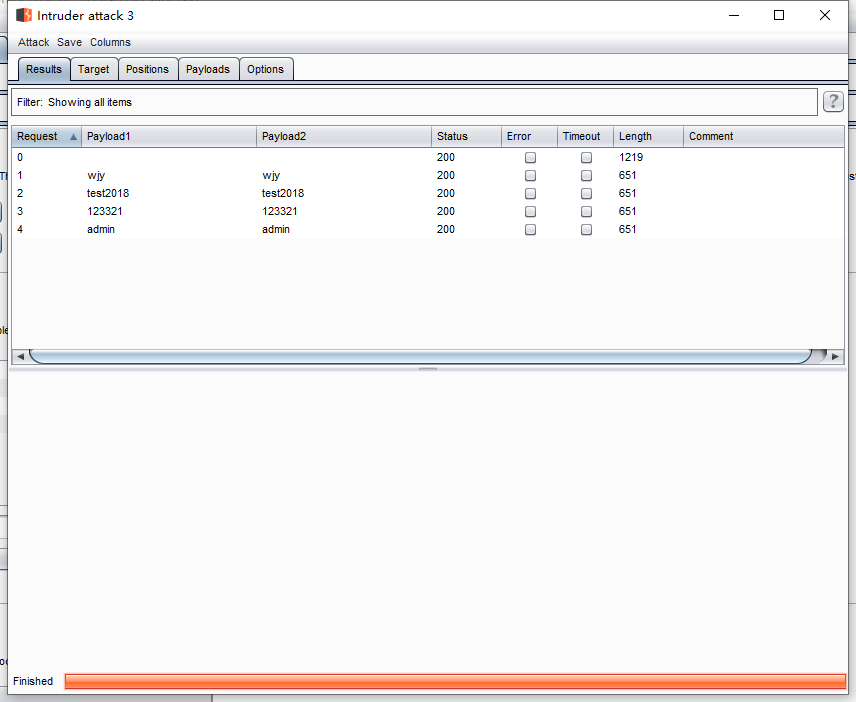 Intruder attack 3
Attack Save Columns
Results Target Positions Payloads Options
Filter: Showing all items
?
Request Payload1 Payload2 Status Error Timeout Length Comment
0 200 1219
1 wjy wjy 200 651
2 test2018 test2018 200 651
3 123321 123321 200 651
4 admin admin 200 651
Finished